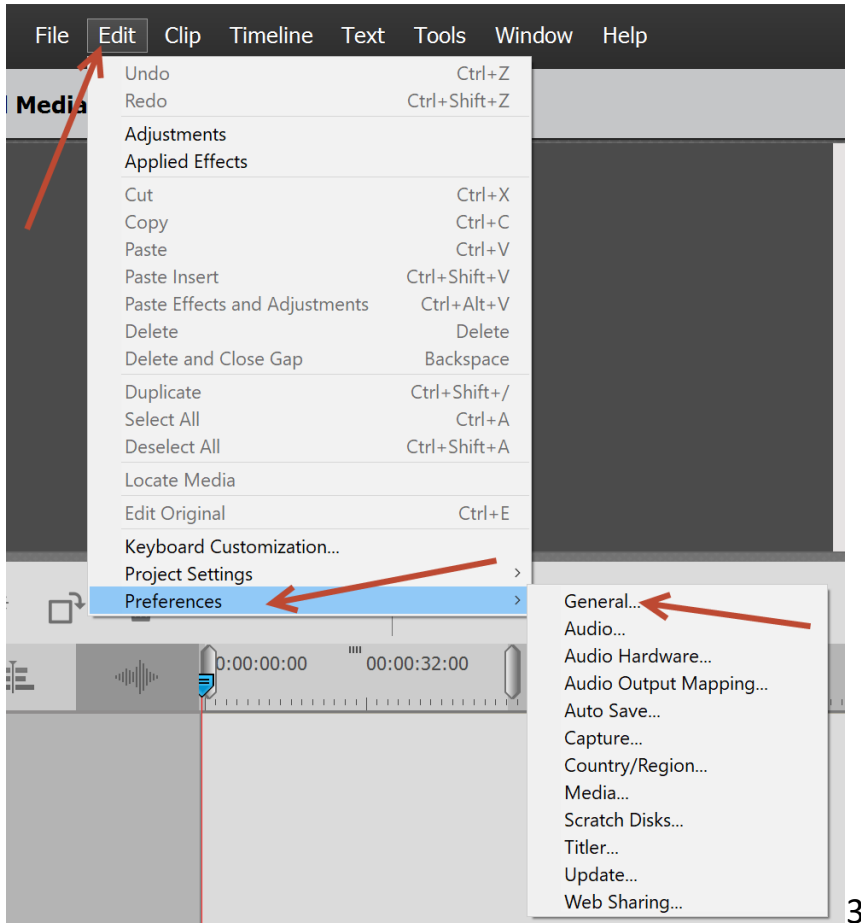 File Edit Clip Timeline Text Tools Window Help
Media
Undo Ctrl+Z
Redo Ctrl+Shift+Z
Adjustments
Applied Effects
Cut Ctrl+X
Copy Ctrl+C
Paste Ctrl+V
Paste Insert Ctrl+Shift+V
Paste Effects and Adjustments Ctrl+Alt+V
Delete Delete
Delete and Close Gap Backspace
Duplicate Ctrl+Shift+/
Select All Ctrl+A
Deselect All Ctrl+Shift+A
Locate Media
Edit Original Ctrl+E
Keyboard Customization...
Project Settings >
Preferences >
General...
Audio...
Audio Hardware...
Audio Output Mapping...
Auto Save...
Capture...
Country/Region...
Media...
Scratch Disks...
Titler...
Update...
Web Sharing...
0:00:00:00 00:00:32:00
3